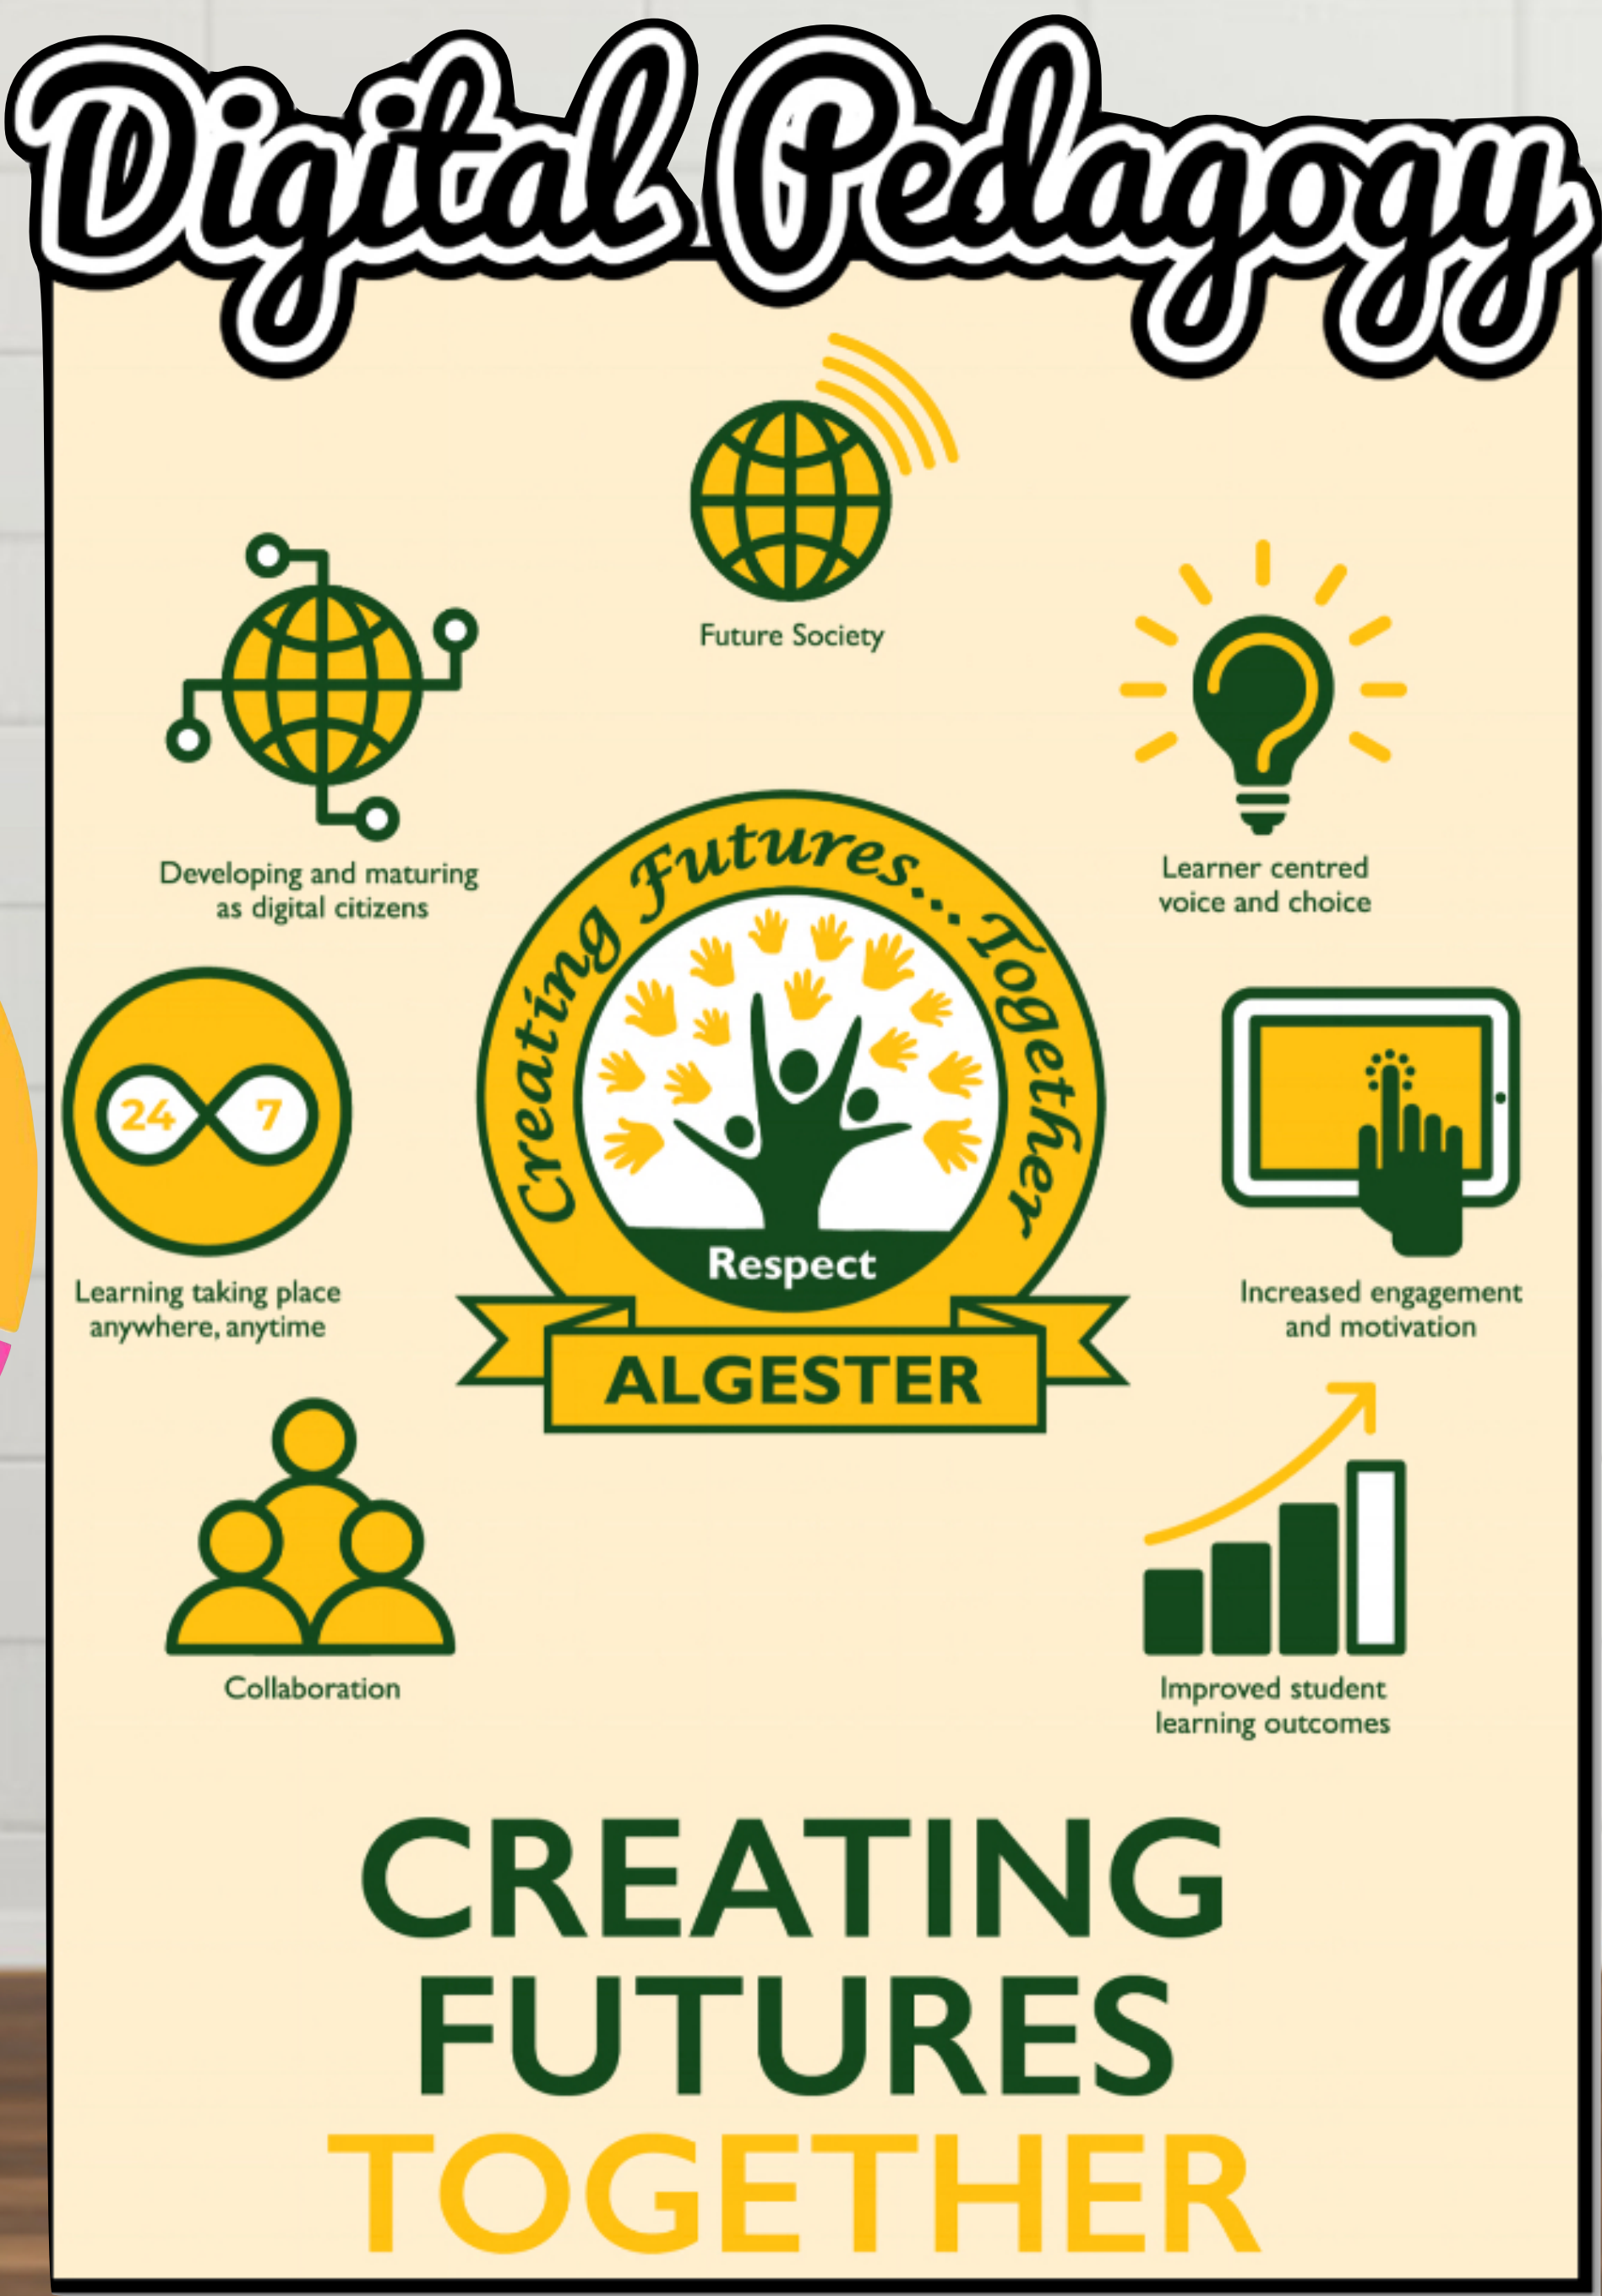 Digital Pedagogy
Future Society
Developing and maturing
as digital citizens
Learner centred
voice and choice
Creating Futures... Together
24 7
Respect
ALGESTER
Learning taking place
anywhere, anytime
Increased engagement
and motivation
Collaboration
Improved student
learning outcomes
CREATING
FUTURES
TOGETHER